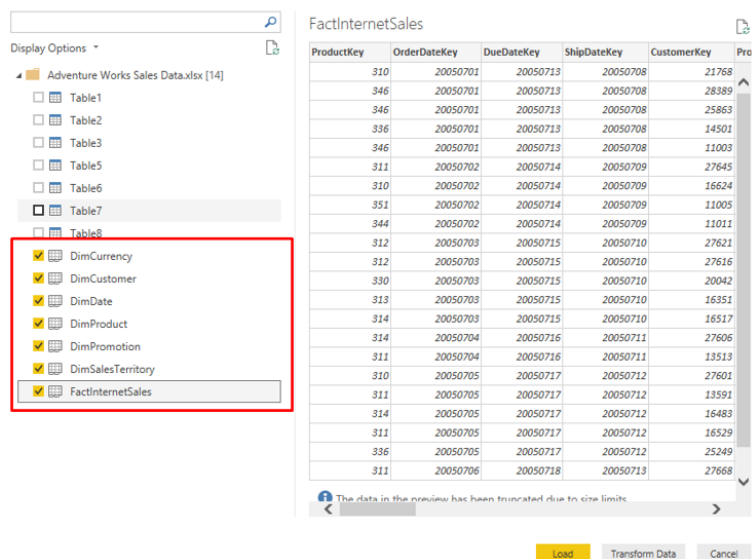 FactInternetSales
Display Options
Adventure Works Sales Data.xlsx [14]
Table1
Table2
Table3
Table5
Table6
Table7
Table8
DimCurrency
DimCustomer
DimDate
DimProduct
DimPromotion
DimSalesTerritory
FactInternetSales
ProductKey OrderDateKey DueDateKey ShipDateKey CustomerKey Pro
310 20050701 20050713 20050708 21768
346 20050701 20050713 20050708 28389
346 20050701 20050713 20050708 25863
336 20050701 20050713 20050708 14501
346 20050701 20050713 20050708 11003
311 20050702 20050714 20050709 27645
310 20050702 20050714 20050709 16624
351 20050702 20050714 20050709 11005
344 20050702 20050714 20050709 11011
312 20050703 20050715 20050710 27621
312 20050703 20050715 20050710 27616
330 20050703 20050715 20050710 20042
313 20050703 20050715 20050710 16351
314 20050703 20050715 20050710 16517
314 20050704 20050716 20050711 27606
311 20050704 20050716 20050711 13513
310 20050705 20050717 20050712 27601
311 20050705 20050717 20050712 13591
314 20050705 20050717 20050712 16483
311 20050705 20050717 20050712 16529
336 20050705 20050717 20050712 25249
311 20050706 20050718 20050713 27668
The data in the preview has been truncated due to size limits
Load Transform Data Cancel